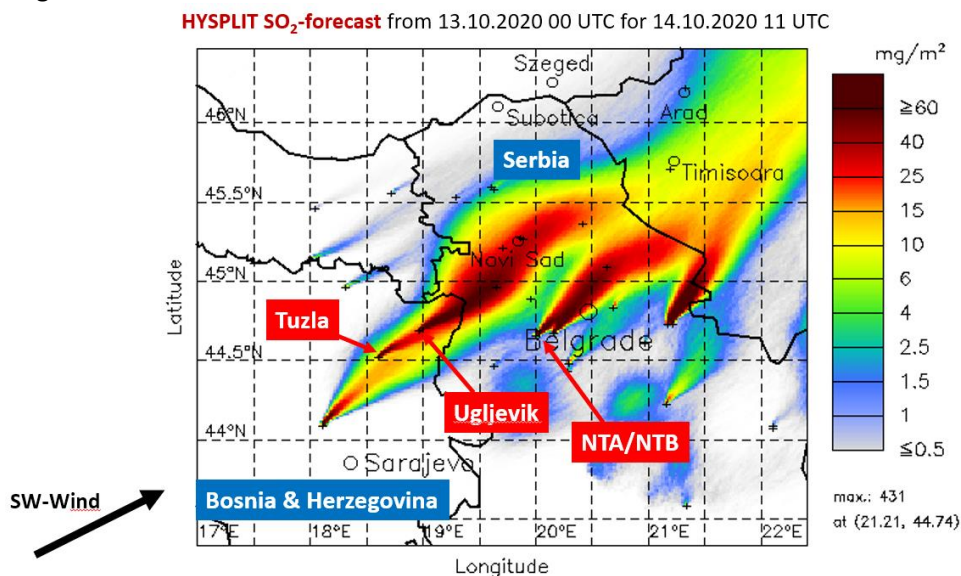 HYSPLIT SO₂-forecast from 13.10.2020 00 UTC for 14.10.2020 11 UTC
mg/m²
Szeged
46°N
Subotica
Arad
≧60
40
Serbia
Timisoara
25
45.5°N
15
10
Novi Sad
6
45°N
4
Latitude
Tuzla
2.5
Belgrade
44.5°N
1.5
Ugljevik
1
NTA/NTB
44°N
≦0.5
Sarajevo
SW-Wind
Bosnia & Herzegovina
max.: 431
at (21.21, 44.74)
17°E 18°E 19°E 20°E 21°E 22°E
Longitude